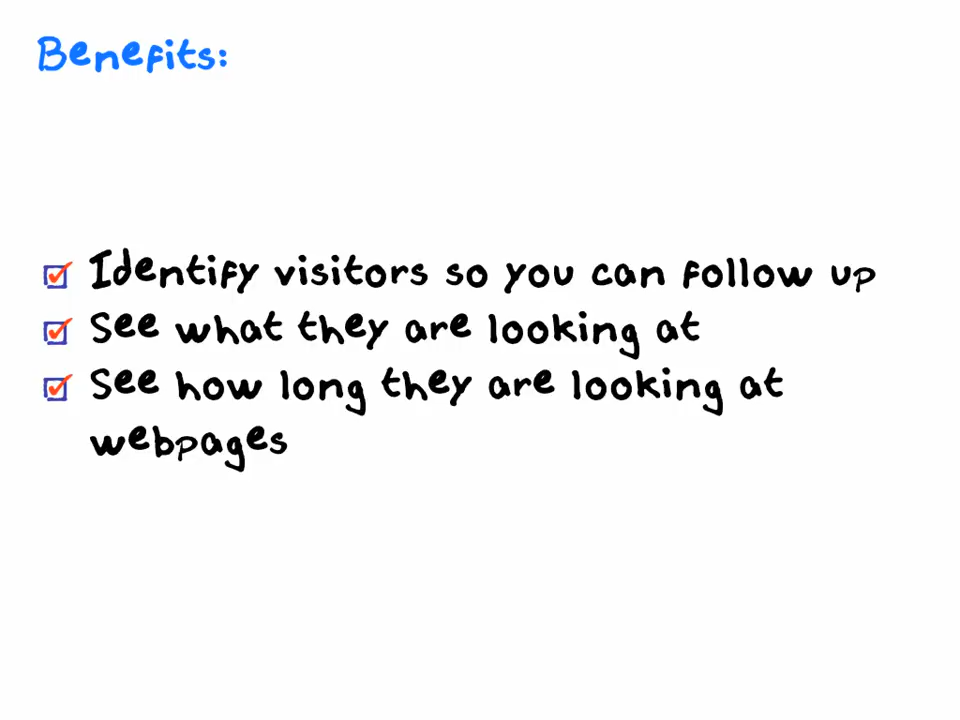 Benefits:
Identify visitors so you can follow up
See what they are looking at
See how long they are looking at
webpages